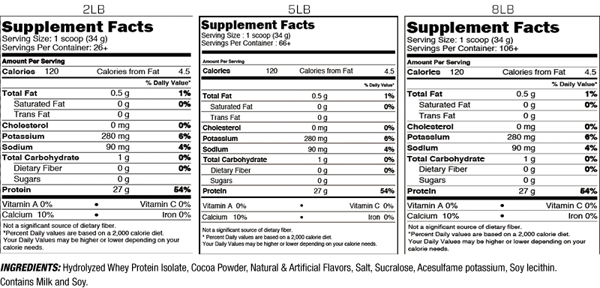 2LB
Supplement Facts
Serving Size: 1 scoop (34 g)
Servings Per Container: 26+
Amount Per Serving
Calories 120 Calories from Fat 4.5
% Daily Value*
Total Fat 0.5 g 1%
Saturated Fat 0 g 0%
Trans Fat 0 g
Cholesterol 0 mg 0%
Potassium 280 mg 6%
Sodium 90 mg 4%
Total Carbohydrate 1 g 0%
Dietary Fiber 0 g 0%
Sugars 0 g
Protein 27 g 54%
Vitamin A 0% • Vitamin C 0%
Calcium 10% • Iron 0%
Not a significant source of dietary fiber.
*Percent Daily Values are based on a 2,000 calorie diet.
Your Daily Values may be higher or lower depending on your
calorie needs.
5LB
Supplement Facts
Serving Size : 1 scoop (34 g)
Servings Per Container : 66+
Amount Per Serving
Calories 120 Calories from Fat 4.5
% Daily Value*
Total Fat 0.5 g 1%
Saturated Fat 0 g 0%
Trans Fat 0 g
Cholesterol 0 mg 0%
Potassium 280 mg 6%
Sodium 90 mg 4%
Total Carbohydrate 1 g 0%
Dietary Fiber 0 g 0%
Sugars 0 g
Protein 27 g 54%
Vitamin A 0% • Vitamin C 0%
Calcium 10% • Iron 0%
Not a significant source of dietary fiber.
*Percent Daily Values are based on a 2,000 calorie diet.
Your Daily Values may be higher or lower depending on your
calorie needs.
8LB
Supplement Facts
Serving Size: 1 scoop (34 g)
Servings Per Container: 106+
Amount Per Serving
Calories 120 Calories from Fat 4.5
% Daily Value*
Total Fat 0.5 g 1%
Saturated Fat 0 g 0%
Trans Fat 0 g
Cholesterol 0 mg 0%
Potassium 280 mg 6%
Sodium 90 mg 4%
Total Carbohydrate 1 g 0%
Dietary Fiber 0 g 0%
Sugars 0 g
Protein 27 g 54%
Vitamin A 0% • Vitamin C 0%
Calcium 10% • Iron 0%
Not a significant source of dietary fiber.
*Percent Daily Values are based on a 2,000 calorie diet.
Your Daily Values may be higher or lower depending on your
calorie needs.
INGREDIENTS: Hydrolyzed Whey Protein Isolate, Cocoa Powder, Natural & Artificial Flavors, Salt, Sucralose, Acesulfame potassium, Soy lecithin.
Contains Milk and Soy.